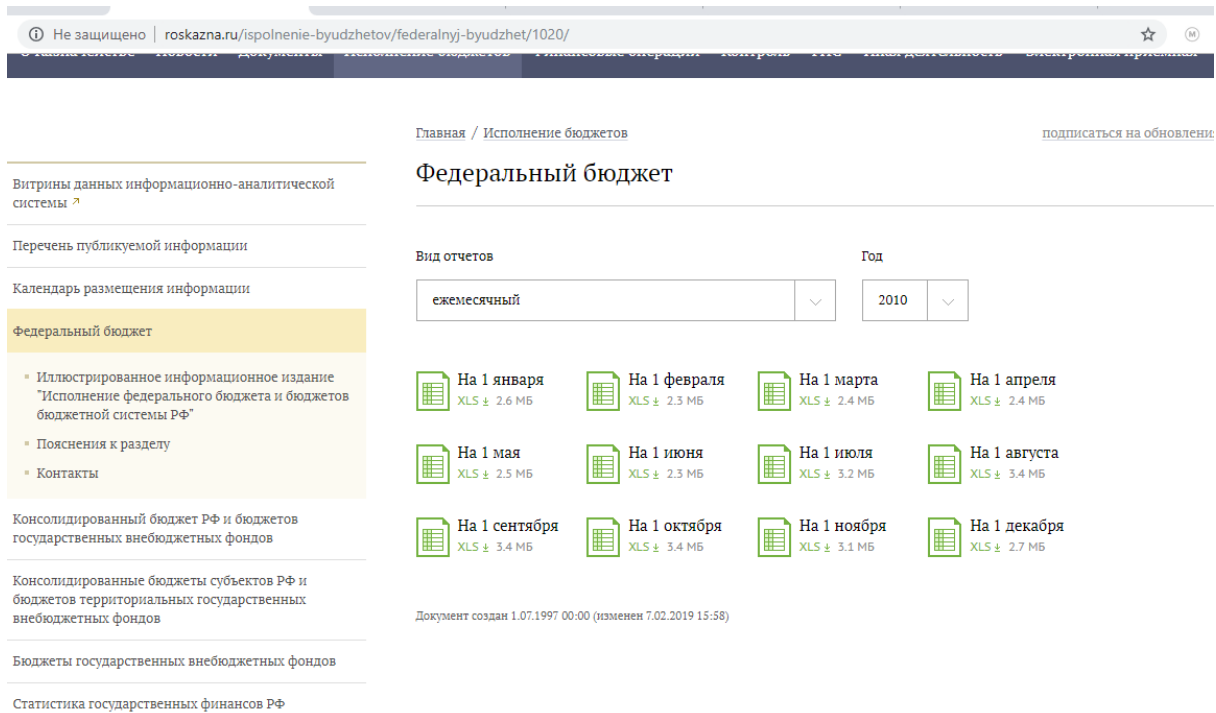 Не защищено | roskazna.ru/ispolnenie-byudzhetov/federalnyj-byudzhet/1020/
Главная / Исполнение бюджетов
подписаться на обновления
Федеральный бюджет
Витрины данных информационно-аналитической
системы
Перечень публикуемой информации
Календарь размещения информации
Федеральный бюджет
Иллюстрированное информационное издание
"Исполнение федерального бюджета и бюджетов
бюджетной системы РФ"
Пояснения к разделу
Контакты
Консолидированный бюджет РФ и бюджетов
государственных внебюджетных фондов
Консолидированные бюджеты субъектов РФ и
бюджетов территориальных государственных
внебюджетных фондов
Бюджеты государственных внебюджетных фондов
Статистика государственных финансов РФ
Вид отчетов
Год
ежемесячный
2010
На 1 января
XLS 2.6 МБ
На 1 февраля
XLS 2.3 МБ
На 1 марта
XLS 2.4 МБ
На 1 апреля
XLS 2.4 МБ
На 1 мая
XLS 2.5 МБ
На 1 июня
XLS 2.3 МБ
На 1 июля
XLS 3.2 МБ
На 1 августа
XLS 3.4 МБ
На 1 сентября
XLS 3.4 МБ
На 1 октября
XLS 3.4 МБ
На 1 ноября
XLS 3.1 МБ
На 1 декабря
XLS 2.7 МБ
Документ создан 1.07.1997 00:00 (изменен 7.02.2019 15:58)